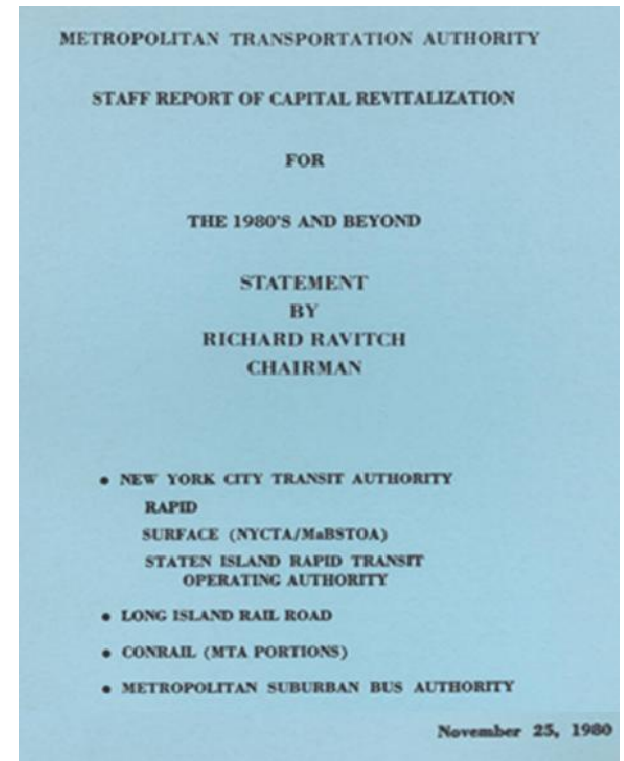 METROPOLITAN TRANSPORTATION AUTHORITY
STAFF REPORT OF CAPITAL REVITALIZATION
FOR
THE 1980'S AND BEYOND
STATEMENT
BY
RICHARD RAVITCH
CHAIRMAN
• NEW YORK CITY TRANSIT AUTHORITY
RAPID
SURFACE (NYCTA/MaBSTOA)
STATEN ISLAND RAPID TRANSIT
OPERATING AUTHORITY
• LONG ISLAND RAIL ROAD
• CONRAIL (MTA PORTIONS)
• METROPOLITAN SUBURBAN BUS AUTHORITY
November 25, 1980